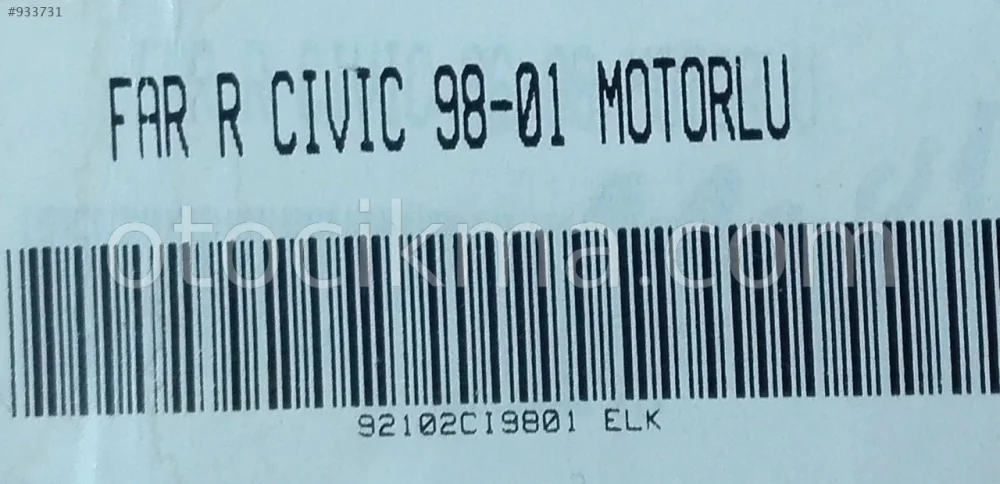 #933731
FAR R CIVIC 98-01 MOTORLU
otocikma.com
92102CI9801 ELK